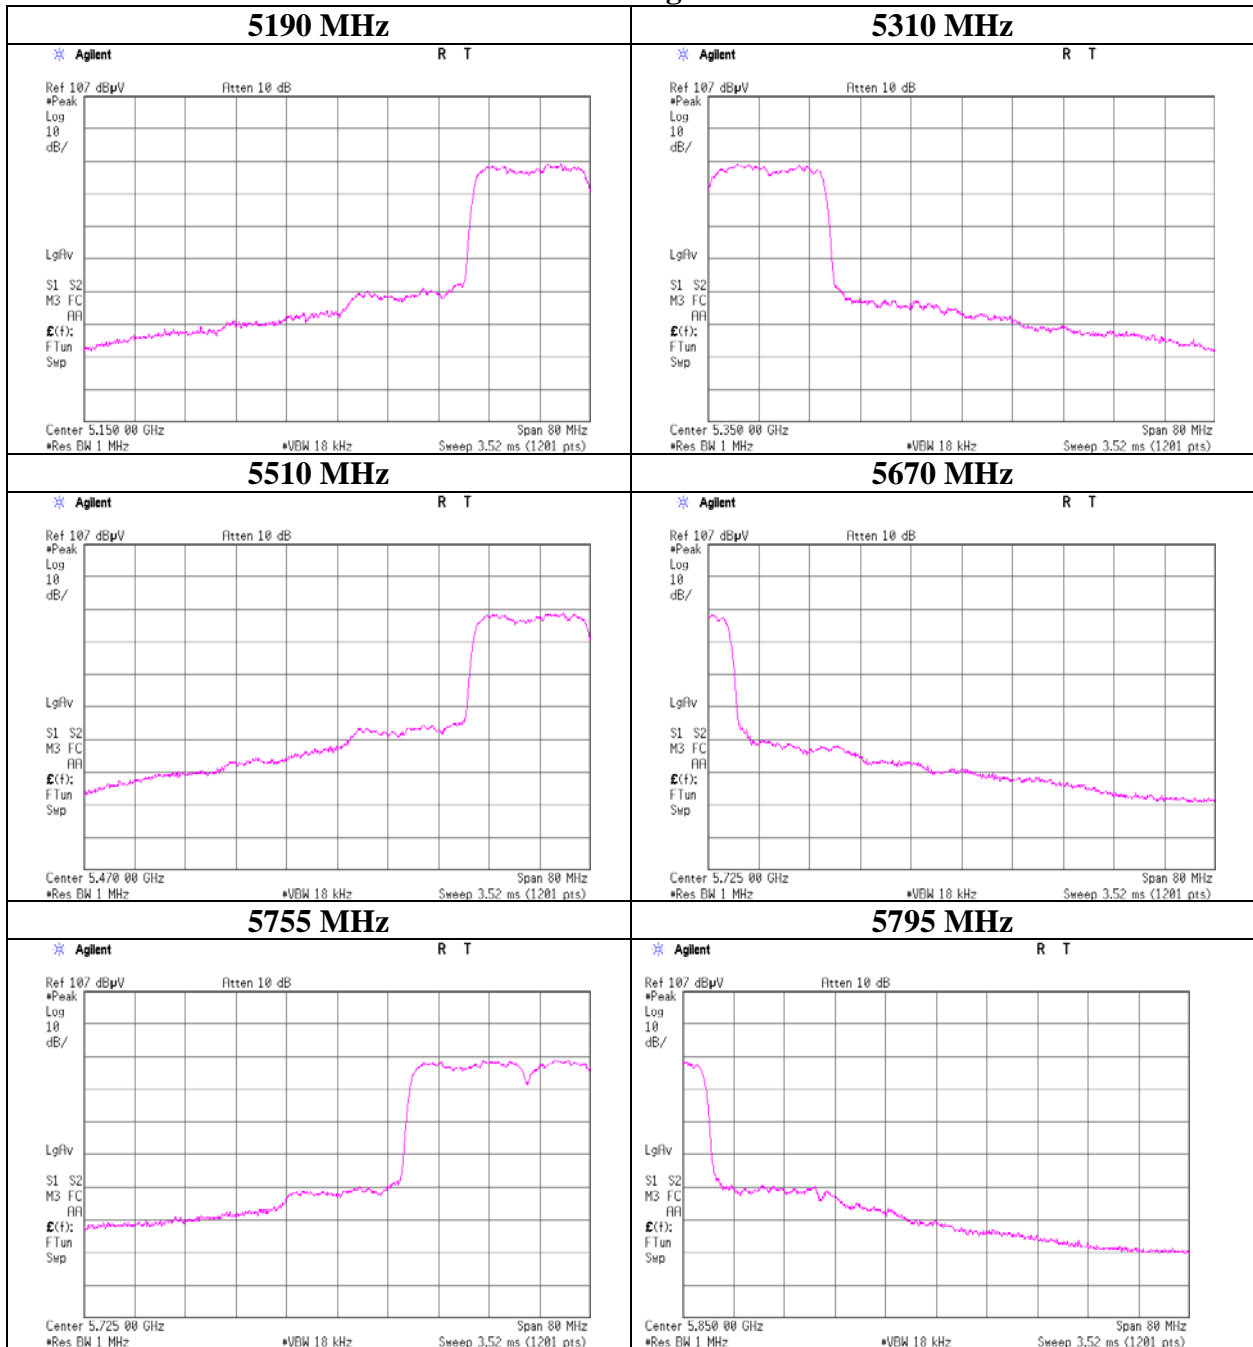 5190 MHz
5310 MHz
Agilent R T
Ref 107 dBµV Atten 10 dB
#Peak
Log
10
dB/
LgAv
S1 S2
M3 FC
AA
£(f):
FTun
Swp
Center 5.150 00 GHz Span 80 MHz
#Res BW 1 MHz #VBW 18 kHz Sweep 3.52 ms (1201 pts)
Agilent R T
Ref 107 dBµV Atten 10 dB
#Peak
Log
10
dB/
LgAv
S1 S2
M3 FC
AA
£(f):
FTun
Swp
Center 5.350 00 GHz Span 80 MHz
#Res BW 1 MHz #VBW 18 kHz Sweep 3.52 ms (1201 pts)
5510 MHz
5670 MHz
Agilent R T
Ref 107 dBµV Atten 10 dB
#Peak
Log
10
dB/
LgAv
S1 S2
M3 FC
AA
£(f):
FTun
Swp
Center 5.470 00 GHz Span 80 MHz
#Res BW 1 MHz #VBW 18 kHz Sweep 3.52 ms (1201 pts)
Agilent R T
Ref 107 dBµV Atten 10 dB
#Peak
Log
10
dB/
LgAv
S1 S2
M3 FC
AA
£(f):
FTun
Swp
Center 5.725 00 GHz Span 80 MHz
#Res BW 1 MHz #VBW 18 kHz Sweep 3.52 ms (1201 pts)
5755 MHz
5795 MHz
Agilent R T
Ref 107 dBµV Atten 10 dB
#Peak
Log
10
dB/
LgAv
S1 S2
M3 FC
AA
£(f):
FTun
Swp
Center 5.725 00 GHz Span 80 MHz
#Res BW 1 MHz #VBW 18 kHz Sweep 3.52 ms (1201 pts)
Agilent R T
Ref 107 dBµV Atten 10 dB
#Peak
Log
10
dB/
LgAv
S1 S2
M3 FC
AA
£(f):
FTun
Swp
Center 5.850 00 GHz Span 80 MHz
#Res BW 1 MHz #VBW 18 kHz Sweep 3.52 ms (1201 pts)